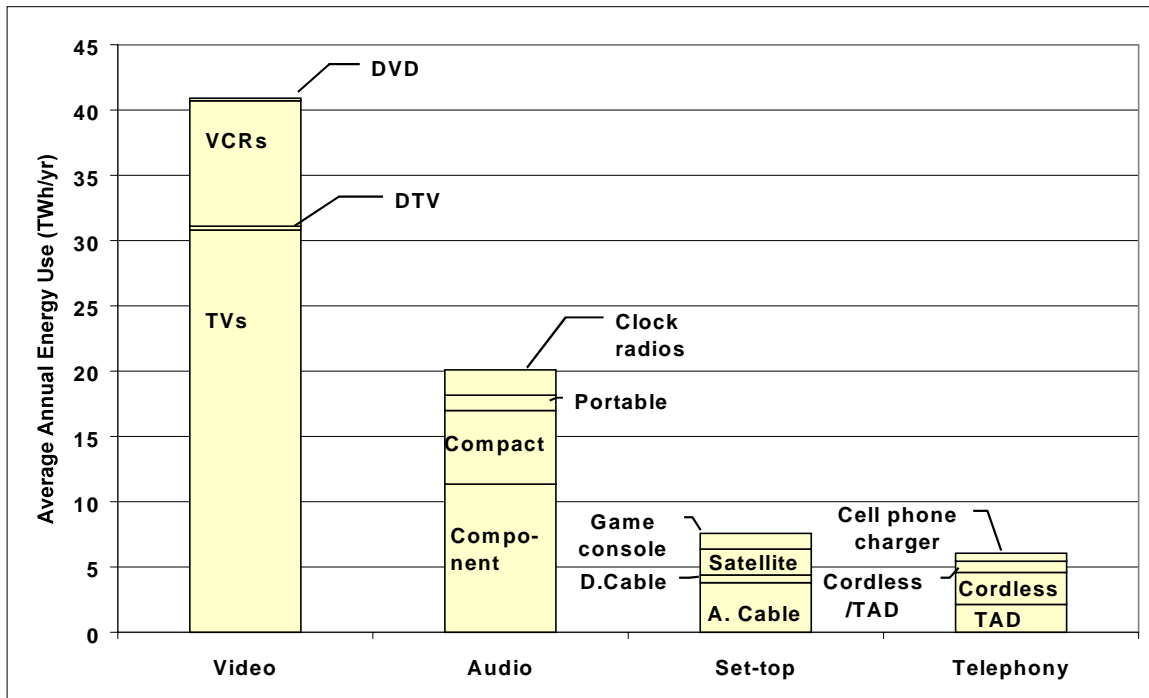 Average Annual Energy Use (TWh/yr)
45
40
35
30
25
20
15
10
5
0
DVD
VCRs
DTV
TVs
Clock
radios
Portable
Compact
Compo-
nent
Game
console
Satellite
D.Cable
A. Cable
Cell phone
charger
Cordless
/TAD
Cordless
TAD
Video
Audio
Set-top
Telephony